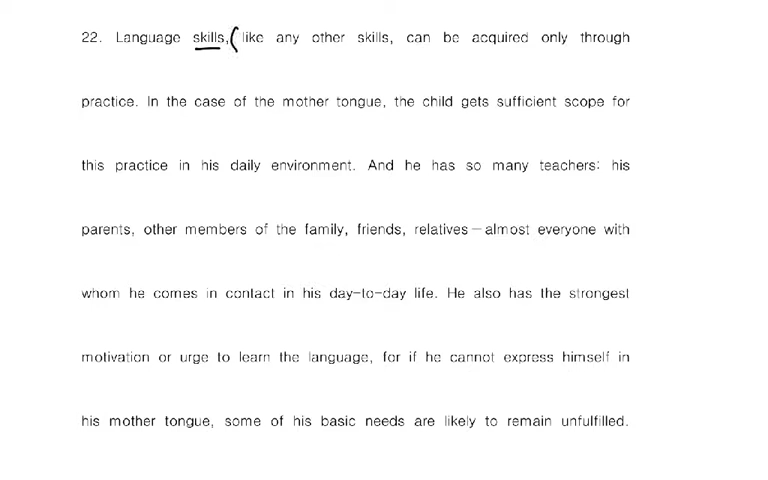 22. Language skills, like any other skills, can be acquired only through
practice. In the case of the mother tongue, the child gets sufficient scope for
this practice in his daily environment. And he has so many teachers: his
parents, other members of the family, friends, relatives—almost everyone with
whom he comes in contact in his day-to-day life. He also has the strongest
motivation or urge to learn the language, for if he cannot express himself in
his mother tongue, some of his basic needs are likely to remain unfulfilled.